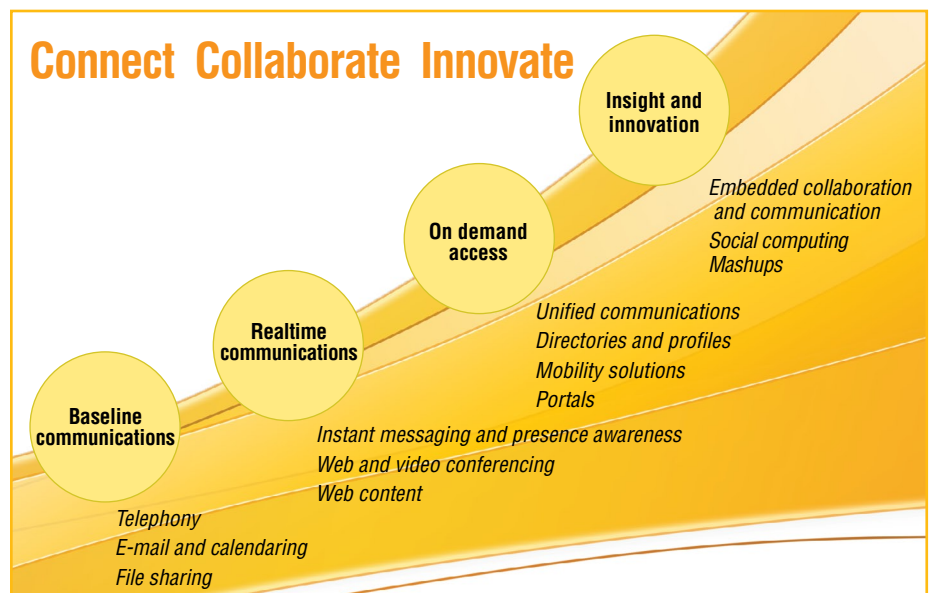 Connect Collaborate Innovate
Insight and
innovation
Embedded collaboration
and communication
Social computing
Mashups
On demand
access
Unified communications
Directories and profiles
Mobility solutions
Portals
Realtime
communications
Instant messaging and presence awareness
Web and video conferencing
Web content
Baseline
communications
Telephony
E-mail and calendaring
File sharing